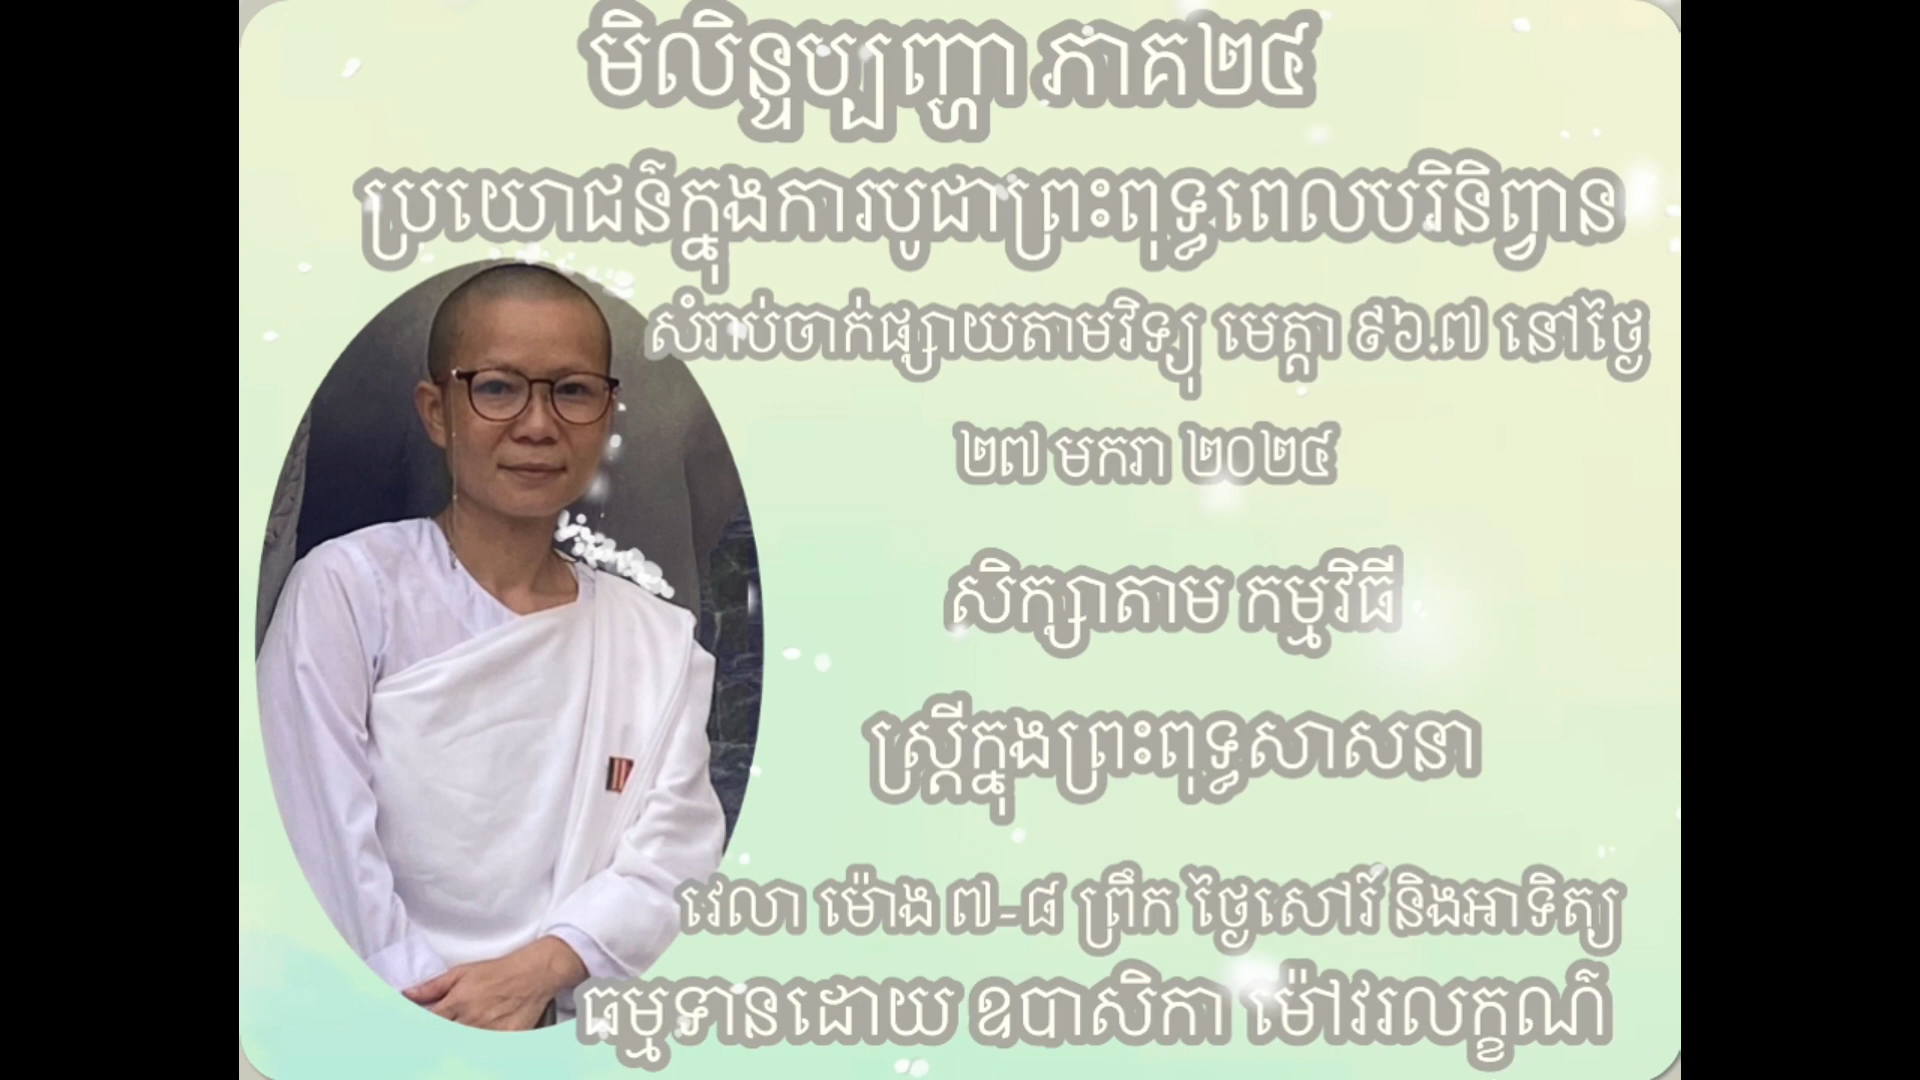 មិលិន្ទប្បញ្ហា ភាគ២៤
ប្រយោជន៍ក្នុងការបូជាព្រះពុទ្ធពេលបរិនិព្វាន
សំរាប់ចាក់ផ្សាយតាមវិទ្យុ មេត្តា ៩៦.៧ នៅថ្ងៃ
២៧ មករា ២០២៤
សិក្សាតាម កម្មវិធី
ស្ត្រីក្នុងព្រះពុទ្ធសាសនា
វេលា ម៉ោង ៧-៨ ព្រឹក ថ្ងៃសៅរ៍ និងអាទិត្យ
ធម្មទានដោយ ឧបាសិកា ម៉ៅវរលក្ខណ៍